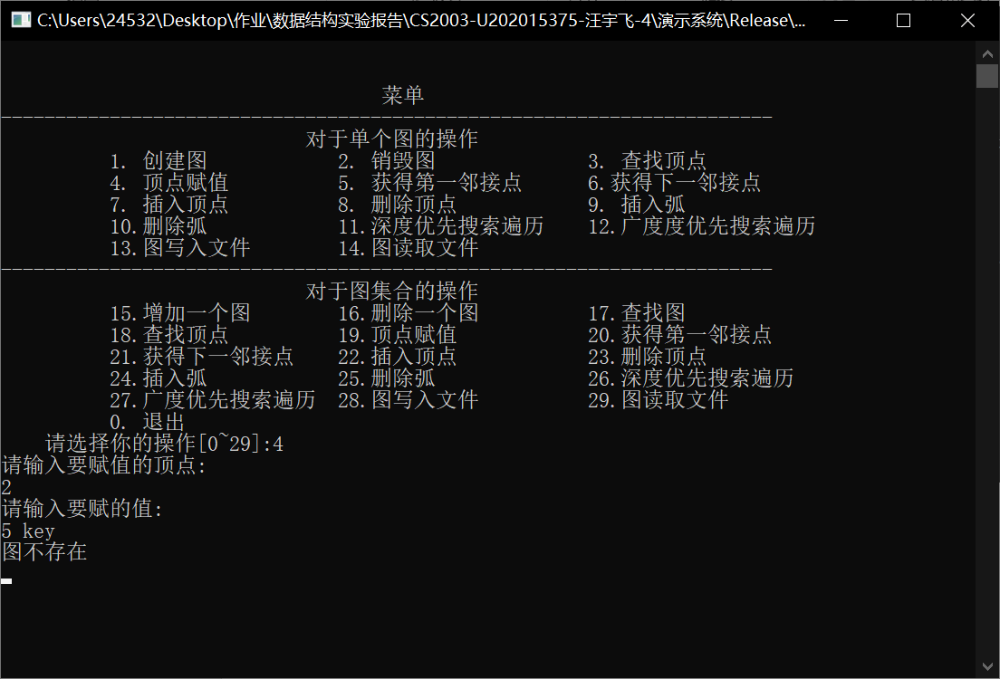 C:\Users\24532\Desktop\作业\数据结构实验报告\CS2003-U202015375-汪宇飞-4\演示系统\Release\...
菜单
-----------------------------------------------------------------------
对于单个图的操作
1. 创建图 2. 销毁图 3. 查找顶点
4. 顶点赋值 5. 获得第一邻接点 6.获得下一邻接点
7. 插入顶点 8. 删除顶点 9. 插入弧
10.删除弧 11.深度优先搜索遍历 12.广度度优先搜索遍历
13.图写入文件 14.图读取文件
-----------------------------------------------------------------------
对于图集合的操作
15.增加一个图 16.删除一个图 17.查找图
18.查找顶点 19.顶点赋值 20.获得第一邻接点
21.获得下一邻接点 22.插入顶点 23.删除顶点
24.插入弧 25.删除弧 26.深度优先搜索遍历
27.广度优先搜索遍历 28.图写入文件 29.图读取文件
0. 退出
请选择你的操作[0~29]:4
请输入要赋值的顶点:
2
请输入要赋的值:
5 key
图不存在